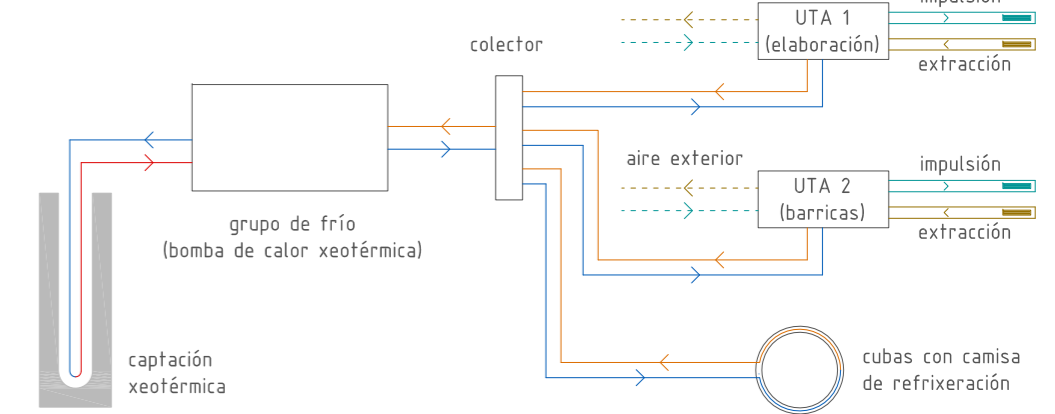 impulsión
UTA 1
(elaboración)
extracción
colector
aire exterior
impulsión
UTA 2
(barricas)
extracción
grupo de frío
(bomba de calor xeotérmica)
captación
xeotérmica
cubas con camisa
de refrixeración